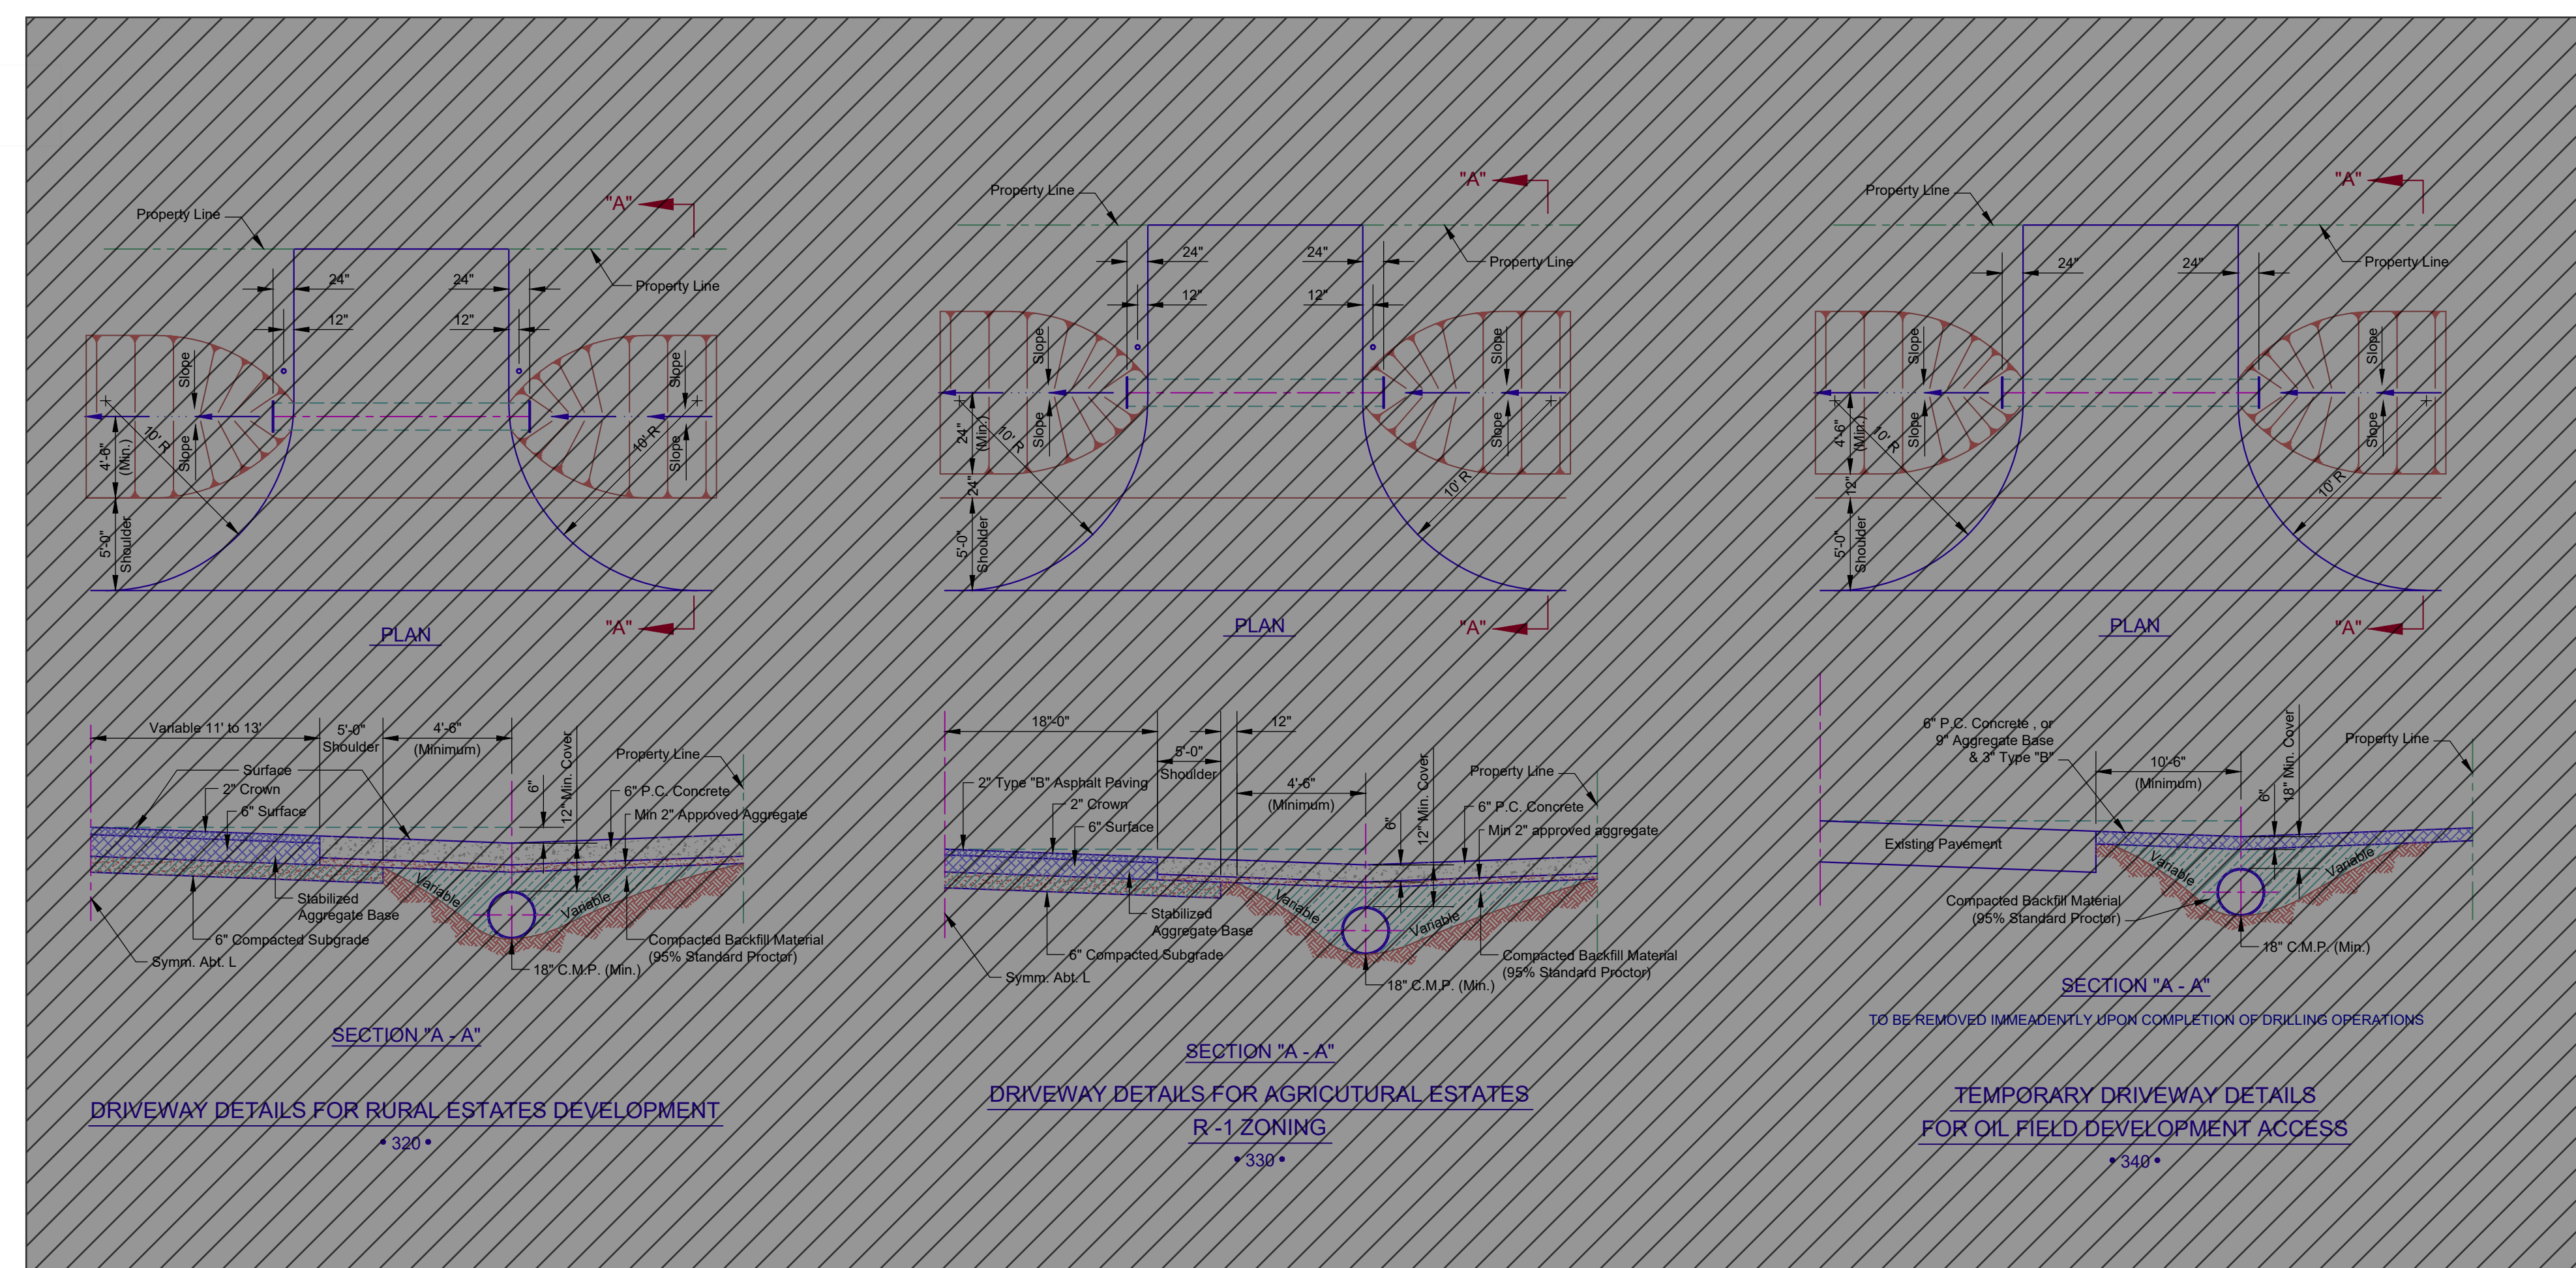 "A"
Property Line
24"
24"
Property Line
12"
12"
Slope
Slope
10' R
10' R
4'-6"
(Min.)
Slope
Slope
5'-0"
Shoulder
PLAN
"A"
Variable 11' to 13'
5'-0"
Shoulder
4'-6"
(Minimum)
12" Min. Cover
6"
Property Line
Surface
2" Crown
6" Surface
6" P.C. Concrete
Min 2" Approved Aggregate
Variable
Variable
Stabilized
Aggregate Base
6" Compacted Subgrade
Symm. Abt. L
Compacted Backfill Material
(95% Standard Proctor)
18" C.M.P. (Min.)
SECTION "A - A"
DRIVEWAY DETAILS FOR RURAL ESTATES DEVELOPMENT
• 320 •
"A"
Property Line
24"
24"
Property Line
12"
12"
Slope
Slope
24"
(Min.)
10' R
Slope
Slope
24"
10' R
5'-0"
Shoulder
PLAN
"A"
18"-0"
12"
5'-0"
Shoulder
4'-6"
(Minimum)
12" Min. Cover
6"
Property Line
2" Type "B" Asphalt Paving
2" Crown
6" Surface
6" P.C. Concrete
Min 2" approved aggregate
Variable
Variable
Stabilized
Aggregate Base
6" Compacted Subgrade
Symm. Abt. L
Compacted Backfill Material
(95% Standard Proctor)
18" C.M.P. (Min.)
SECTION "A - A"
DRIVEWAY DETAILS FOR AGRICUTURAL ESTATES
R -1 ZONING
• 330 •
"A"
Property Line
24"
24"
Property Line
Slope
Slope
4'-6"
(Min.)
10' R
Slope
Slope
12"
10' R
5'-0"
Shoulder
PLAN
"A"
6" P.C. Concrete , or
9" Aggregate Base
& 3" Type "B"
10'-6"
(Minimum)
6"
18" Min. Cover
Property Line
Existing Pavement
Variable
Variable
Compacted Backfill Material
(95% Standard Proctor)
18" C.M.P. (Min.)
SECTION "A - A"
TO BE REMOVED IMMEADENTLY UPON COMPLETION OF DRILLING OPERATIONS
TEMPORARY DRIVEWAY DETAILS
FOR OIL FIELD DEVELOPMENT ACCESS
• 340 •